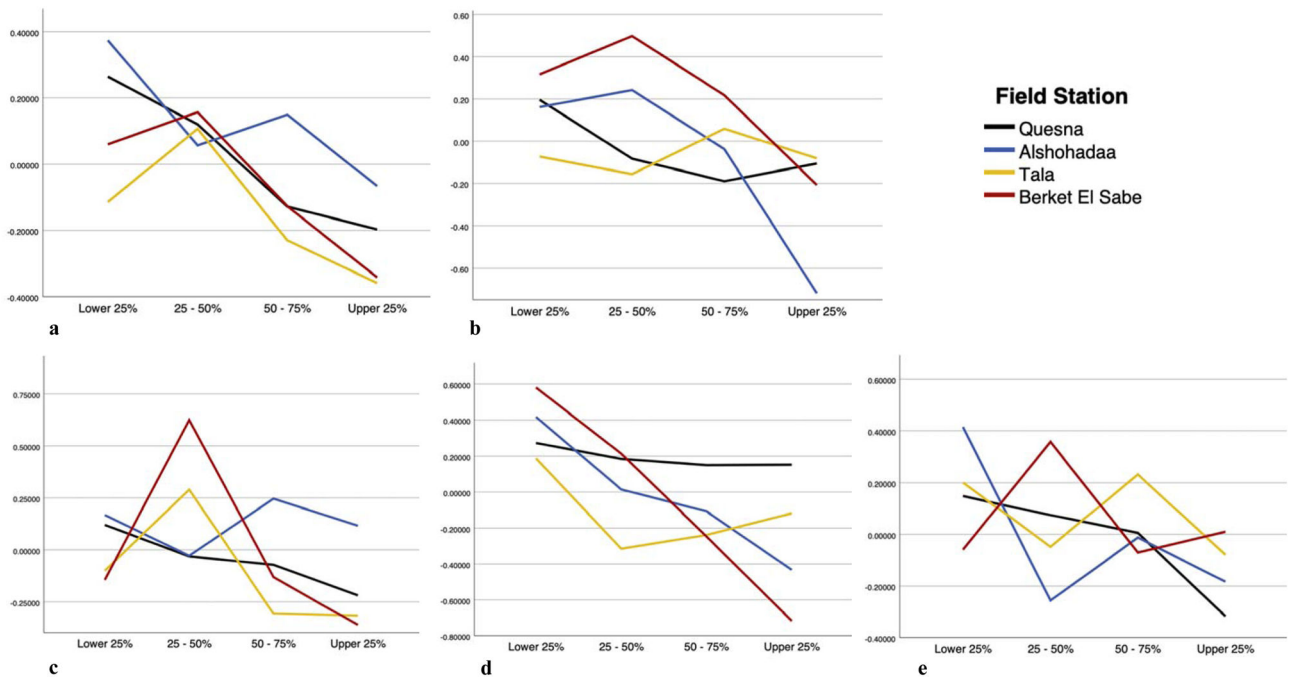 0.40000
0.20000
0.00000
-0.20000
-0.40000
Lower 25% 25 - 50% 50 - 75% Upper 25%
a
0.60
0.40
0.20
0.00
-0.20
-0.40
-0.60
Lower 25% 25 - 50% 50 - 75% Upper 25%
b
Field Station
Quesna
Alshohadaa
Tala
Berket El Sabe
0.75000
0.50000
0.25000
0.00000
-0.25000
Lower 25% 25 - 50% 50 - 75% Upper 25%
c
0.60000
0.40000
0.20000
0.00000
-0.20000
-0.40000
-0.60000
-0.80000
Lower 25% 25 - 50% 50 - 75% Upper 25%
d
0.60000
0.40000
0.20000
0.00000
-0.20000
-0.40000
Lower 25% 25 - 50% 50 - 75% Upper 25%
e